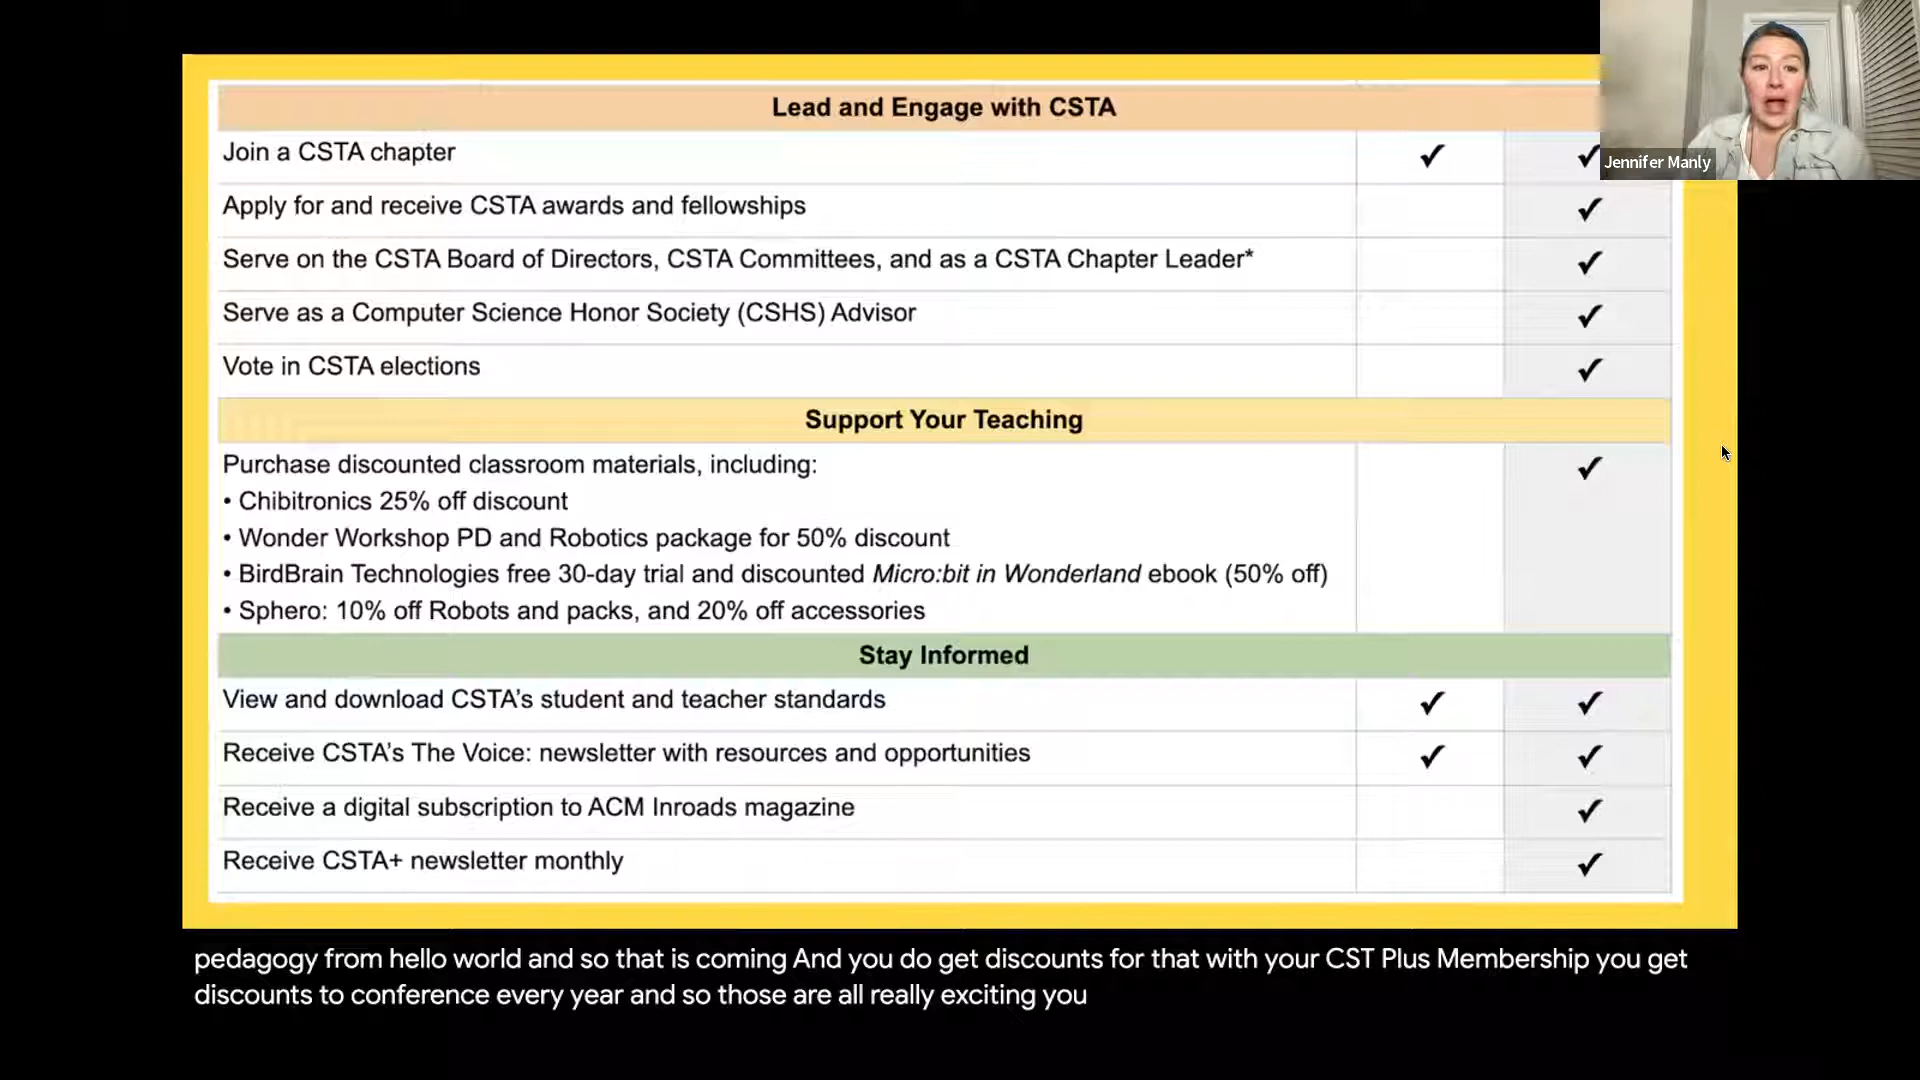 Lead and Engage with CSTA
Join a CSTA chapter ✓ ✓
Jennifer Manly
Apply for and receive CSTA awards and fellowships ✓
Serve on the CSTA Board of Directors, CSTA Committees, and as a CSTA Chapter Leader* ✓
Serve as a Computer Science Honor Society (CSHS) Advisor ✓
Vote in CSTA elections ✓
Support Your Teaching
Purchase discounted classroom materials, including: ✓
• Chibitronics 25% off discount
• Wonder Workshop PD and Robotics package for 50% discount
• BirdBrain Technologies free 30-day trial and discounted Micro:bit in Wonderland ebook (50% off)
• Sphero: 10% off Robots and packs, and 20% off accessories
Stay Informed
View and download CSTA’s student and teacher standards ✓ ✓
Receive CSTA’s The Voice: newsletter with resources and opportunities ✓ ✓
Receive a digital subscription to ACM Inroads magazine ✓
Receive CSTA+ newsletter monthly ✓
pedagogy from hello world and so that is coming And you do get discounts for that with your CST Plus Membership you get
discounts to conference every year and so those are all really exciting you